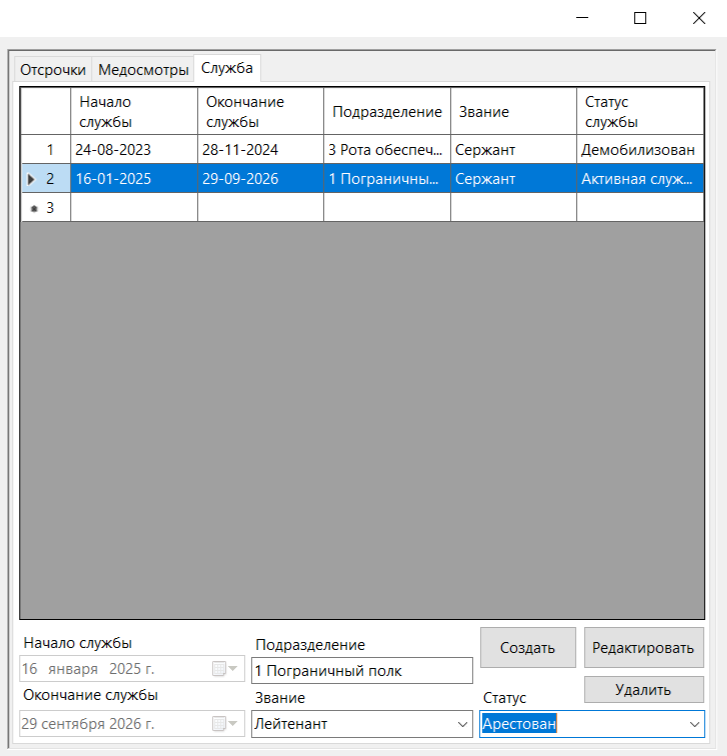 Отсрочки Медосмотры Служба
Начало службы Окончание службы Подразделение Звание Статус службы
1 24-08-2023 28-11-2024 3 Рота обеспеч... Сержант Демобилизован
2 16-01-2025 29-09-2026 1 Пограничны... Сержант Активная служ...
3
Начало службы
16 января 2025 г.
Окончание службы
29 сентября 2026 г.
Подразделение
1 Пограничный полк
Звание
Лейтенант
Создать Редактировать
Удалить
Статус
Арестован